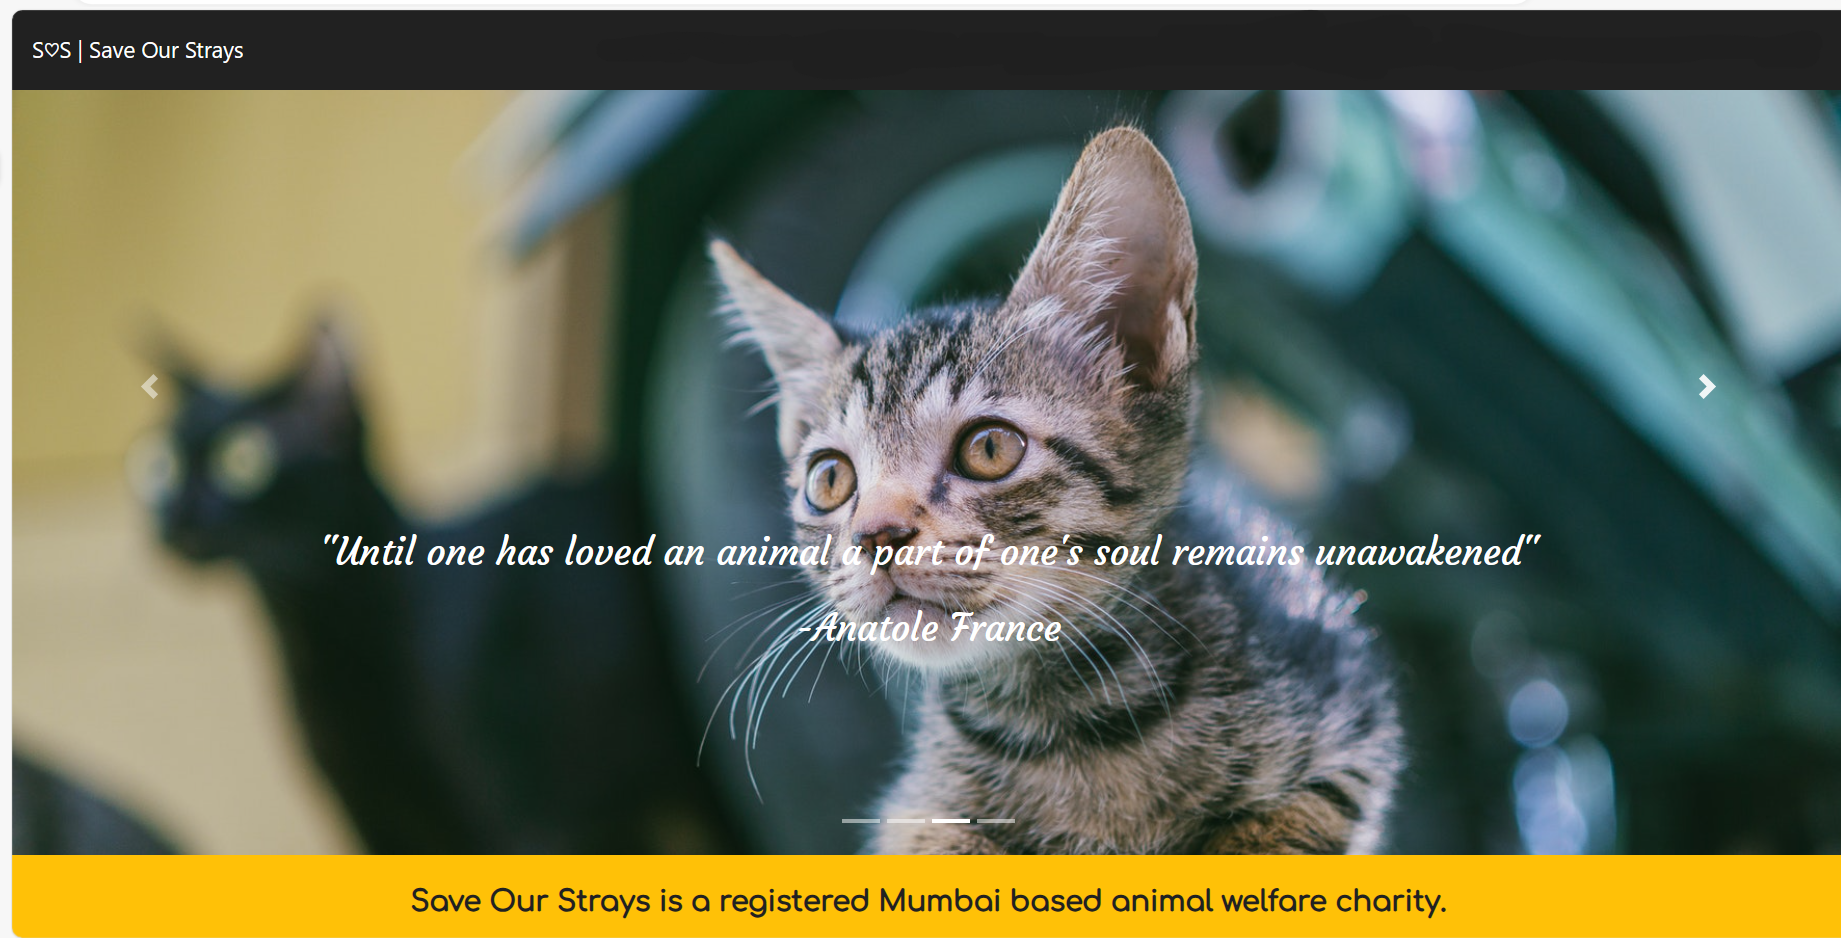 S♡S | Save Our Strays
"Until one has loved an animal a part of one's soul remains unawakened"
-Anatole France
Save Our Strays is a registered Mumbai based animal welfare charity.